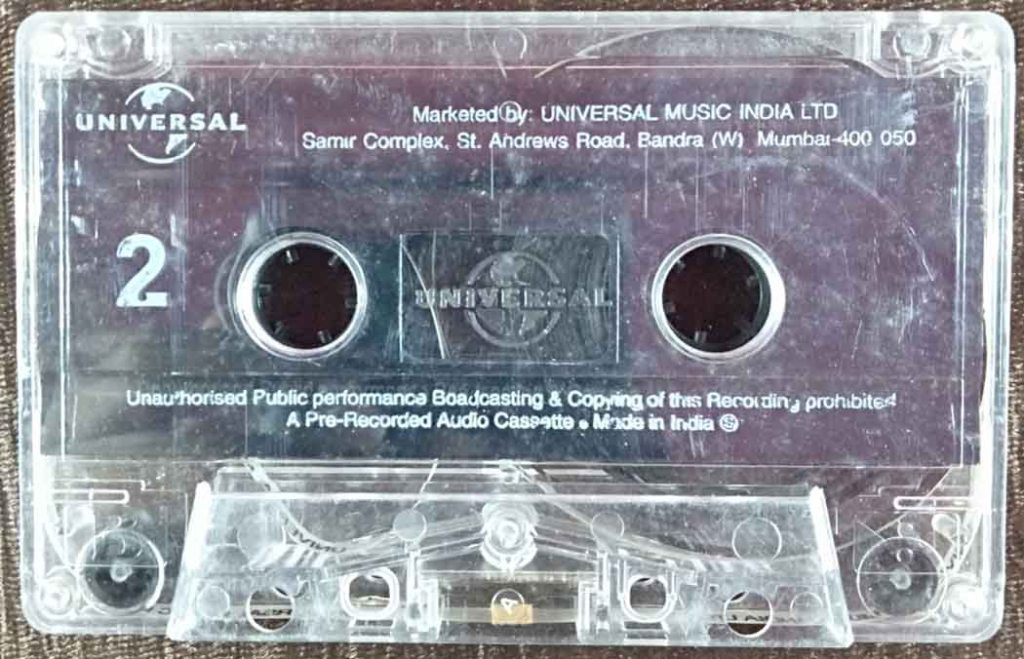 UNIVERSAL
Marketed by: UNIVERSAL MUSIC INDIA LTD
Samir Complex, St. Andrews Road, Bandra (W) Mumbai-400 050
2
UNIVERSAL
Unauthorised Public performance Boadcasting & Copying of this Recording prohibited
A Pre-Recorded Audio Cassette • Made in India Ⓢ